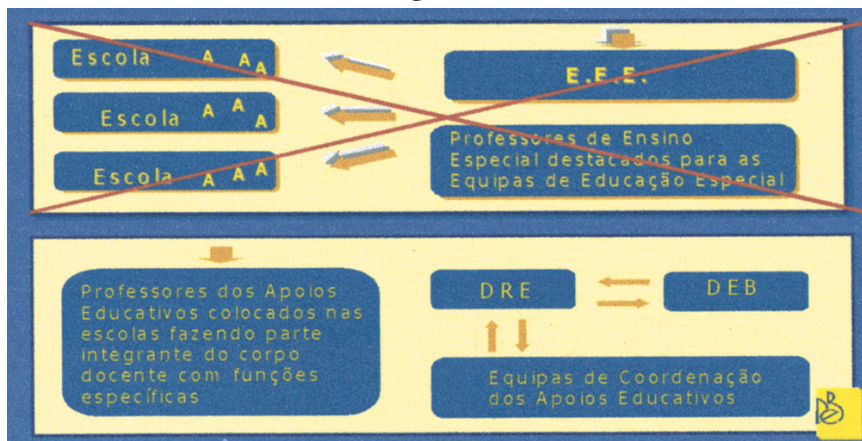 Escola A A A
Escola A A A
Escola A A A
E.E.E.
Professores de Ensino
Especial destacados para as
Equipas de Educação Especial
Professores dos Apoios
Educativos colocados nas
escolas fazendo parte
integrante do corpo
docente com funções
específicas
DRE
DEB
Equipas de Coordenação
dos Apoios Educativos